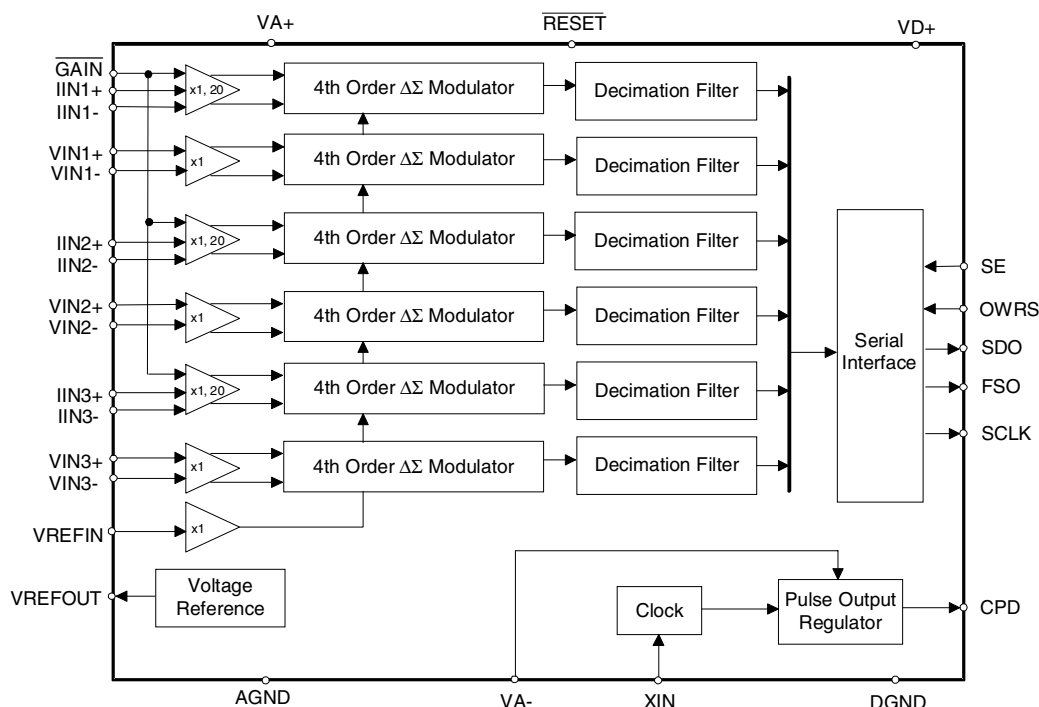 VA+
RESET
VD+
GAIN
IIN1+
IIN1-
x1, 20
4th Order ΔΣ Modulator
Decimation Filter
VIN1+
VIN1-
x1
4th Order ΔΣ Modulator
Decimation Filter
IIN2+
IIN2-
x1, 20
4th Order ΔΣ Modulator
Decimation Filter
VIN2+
VIN2-
x1
4th Order ΔΣ Modulator
Decimation Filter
IIN3+
IIN3-
x1, 20
4th Order ΔΣ Modulator
Decimation Filter
VIN3+
VIN3-
x1
4th Order ΔΣ Modulator
Decimation Filter
Serial
Interface
SE
OWRS
SDO
FSO
SCLK
VREFIN
x1
VREFOUT
Voltage
Reference
Clock
Pulse Output
Regulator
CPD
AGND
VA-
XIN
DGND